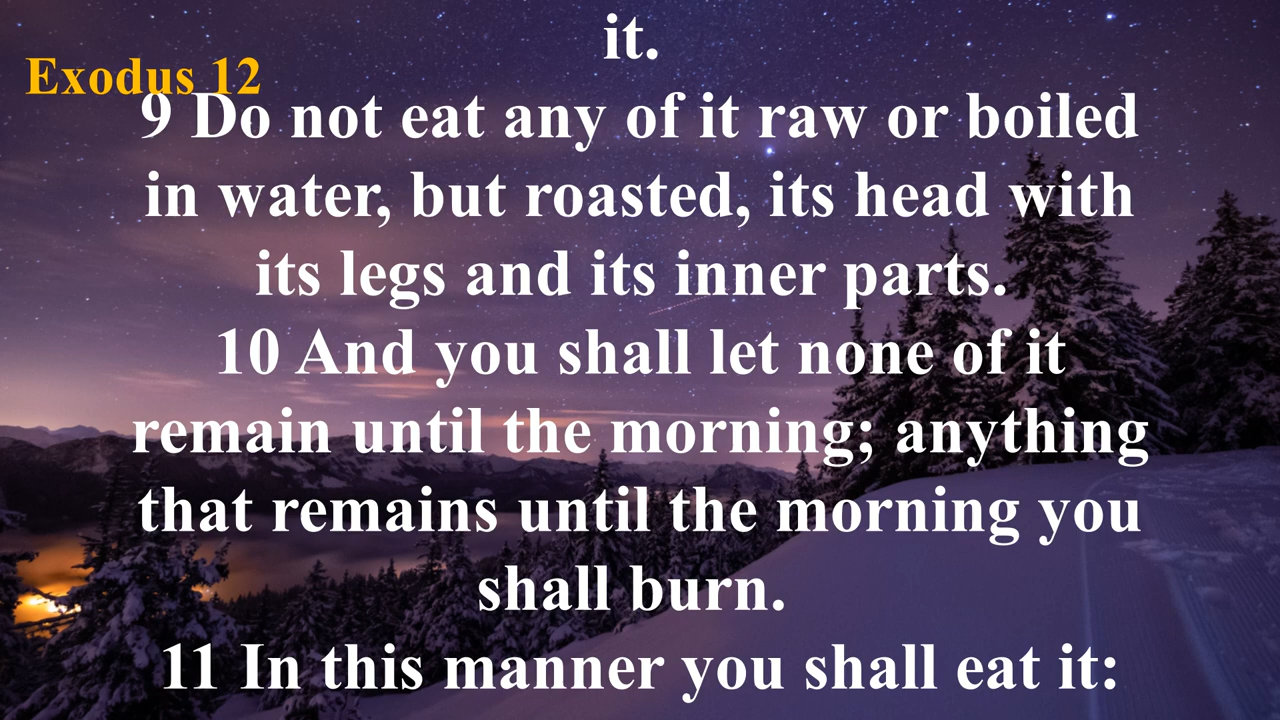 it.
Exodus 12
9 Do not eat any of it raw or boiled
in water, but roasted, its head with
its legs and its inner parts.
10 And you shall let none of it
remain until the morning; anything
that remains until the morning you
shall burn.
11 In this manner you shall eat it: